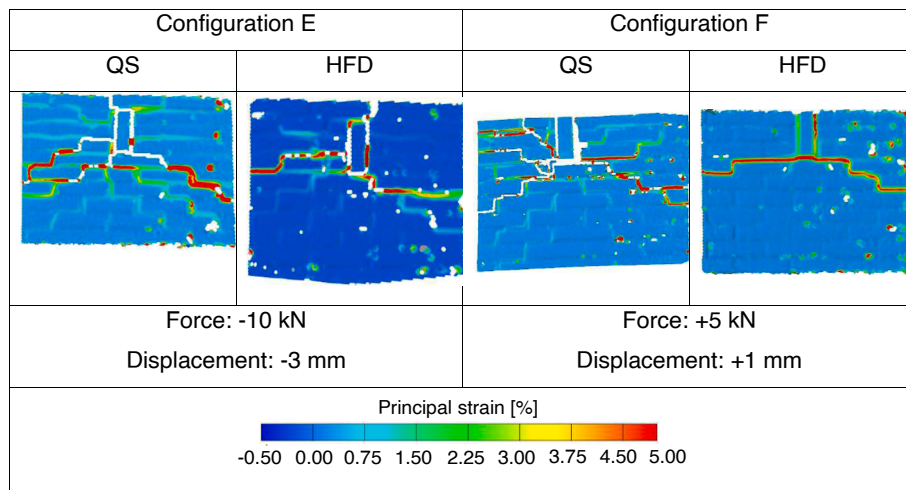 Configuration E
Configuration F
QS
HFD
QS
HFD
Force: -10 kN
Displacement: -3 mm
Force: +5 kN
Displacement: +1 mm
Principal strain [%]
-0.50 0.00 0.75 1.50 2.25 3.00 3.75 4.50 5.00